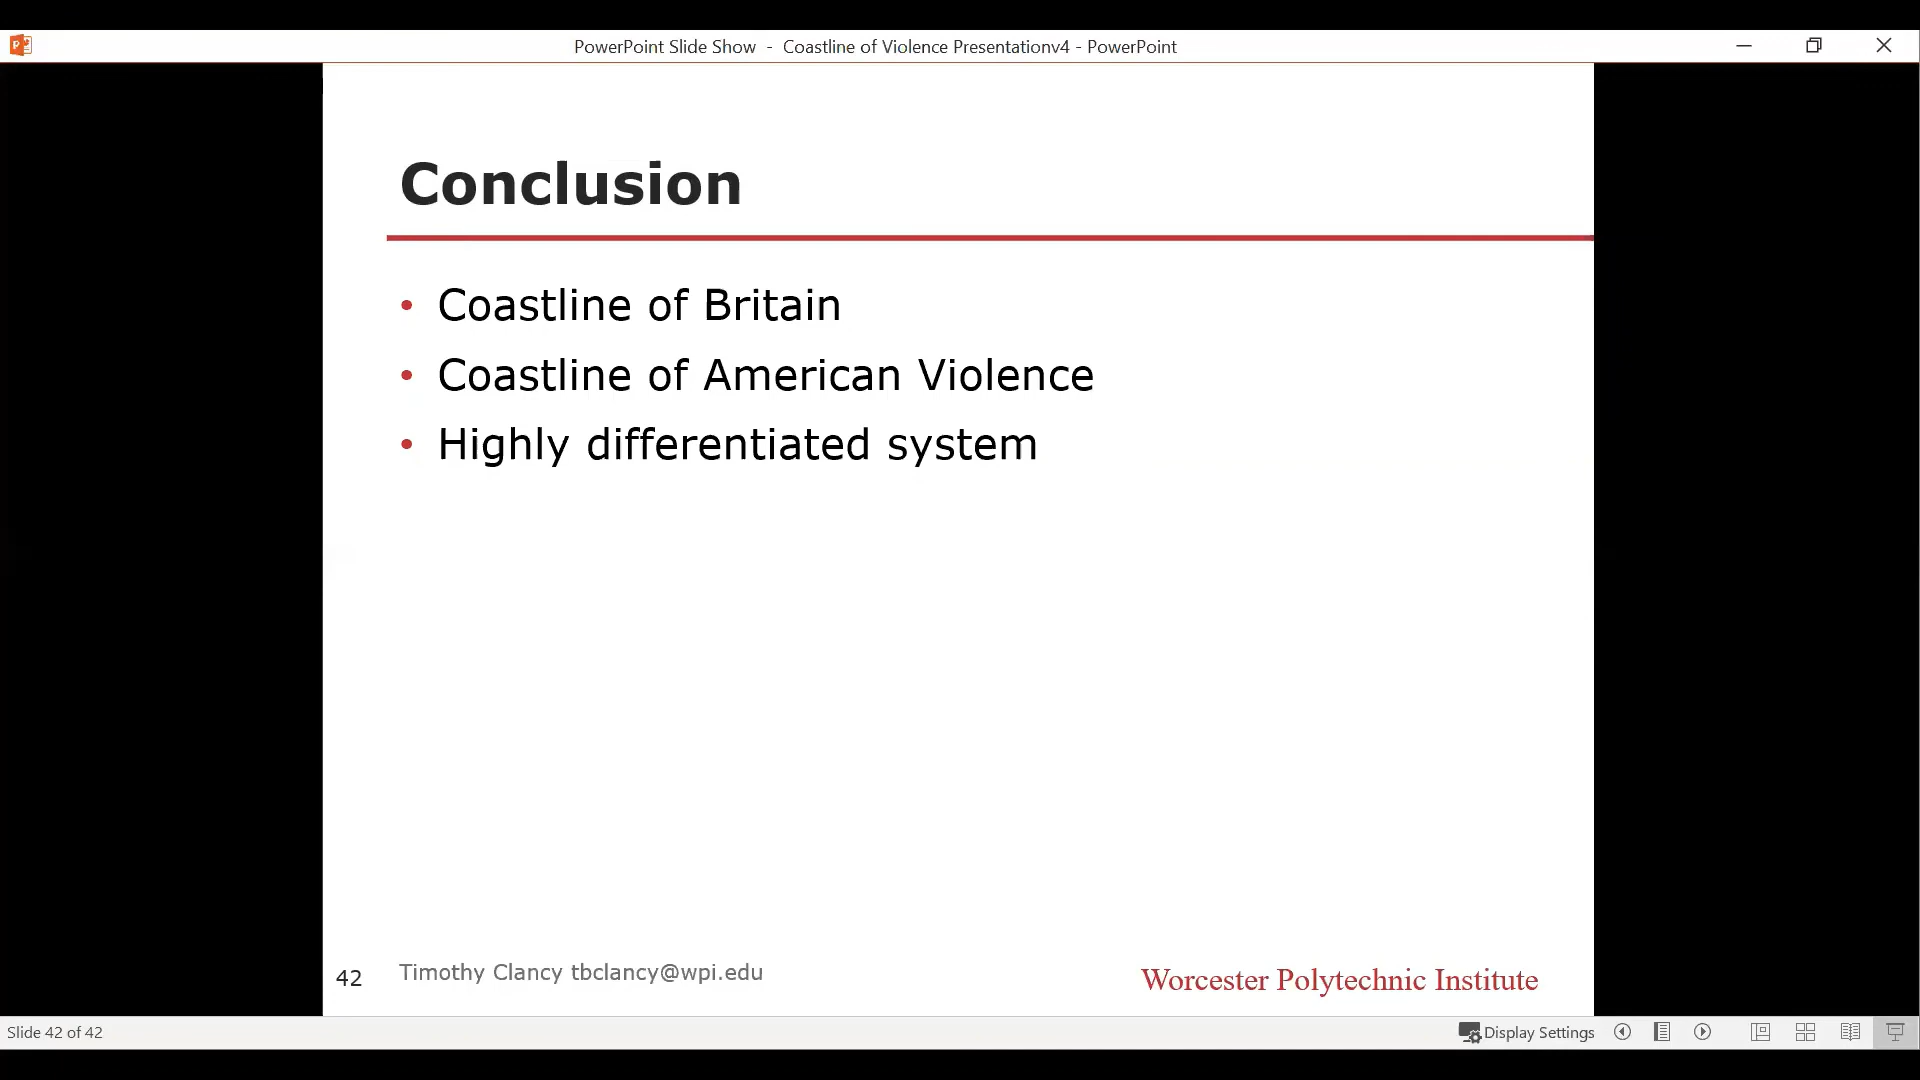 PowerPoint Slide Show - Coastline of Violence Presentationv4 - PowerPoint
Conclusion
• Coastline of Britain
• Coastline of American Violence
• Highly differentiated system
42 Timothy Clancy tbclancy@wpi.edu
Worcester Polytechnic Institute
Slide 42 of 42
Display Settings